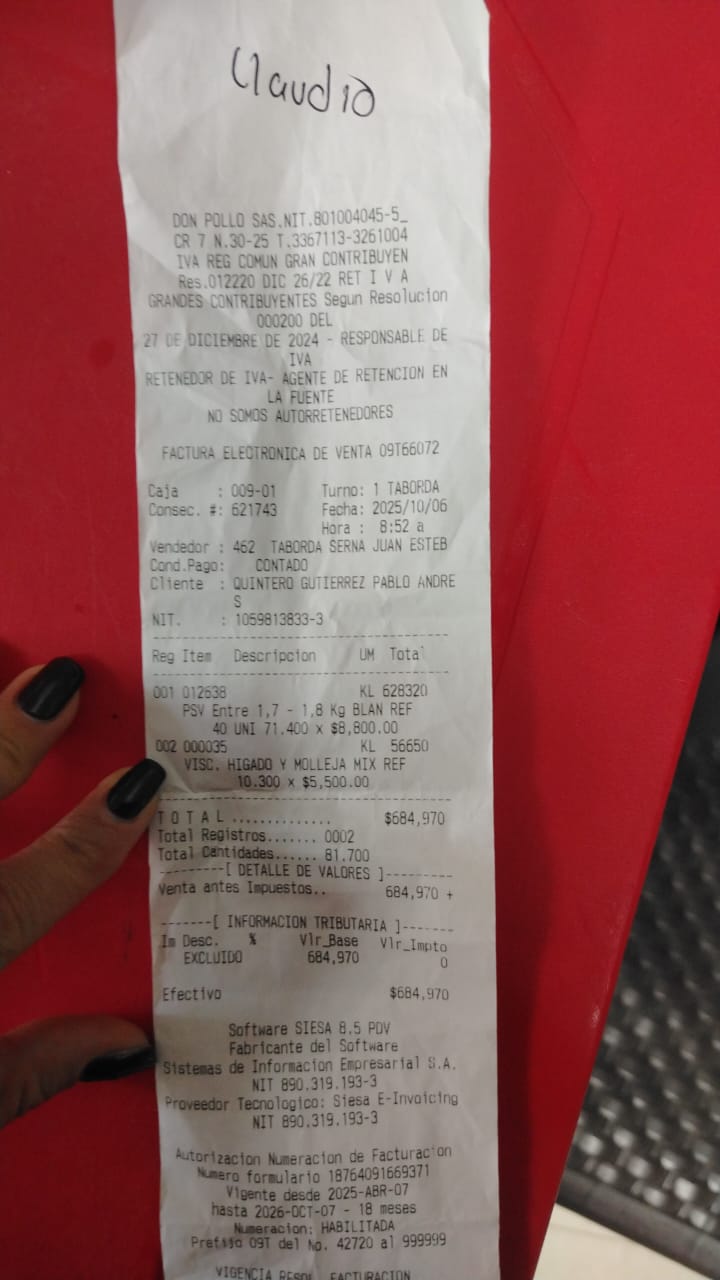 Claudio
DON POLLO SAS.NIT.801004045-5_
CR 7 N.30-25 T.3367113-3261004
IVA REG COMUN GRAN CONTRIBUYEN
Res.012220 DIC 26/22 RET I V A
GRANDES CONTRIBUYENTES Segun Resolucion
000200 DEL
27 DE DICIEMBRE DE 2024 - RESPONSABLE DE
IVA
RETENEDOR DE IVA- AGENTE DE RETENCION EN
LA FUENTE
NO SOMOS AUTORRETENEDORES
FACTURA ELECTRONICA DE VENTA 09T66072
Caja : 009-01 Turno: 1 TABORDA
Consec. #: 621743 Fecha: 2025/10/06
Hora : 8:52 a
Vendedor : 462 TABORDA SERNA JUAN ESTEB
Cond.Pago: CONTADO
Cliente : QUINTERO GUTIERREZ PABLO ANDRE
S
NIT. : 1059813833-3
Reg Item Descripcion UM Total
001 012638 KL 628320
PSV Entre 1,7 - 1,8 Kg BLAN REF
40 UNI 71.400 x $8,800.00
002 000035 KL 56650
VISC. HIGADO Y MOLLEJA MIX REF
10.300 x $5,500.00
T O T A L .............. $684,970
Total Registros....... 0002
Total Cantidades...... 81.700
---------[ DETALLE DE VALORES ]---------
Venta antes Impuestos.. 684,970 +
-------[ INFORMACION TRIBUTARIA ]-------
Im Desc. % Vlr_Base Vlr_Impto
EXCLUIDO 684,970 0
Efectivo $684,970
Software SIESA 8.5 PDV
Fabricante del Software
Sistemas de Informacion Empresarial S.A.
NIT 890.319.193-3
Proveedor Tecnologico: Siesa E-Invoicing
NIT 890.319.193-3
Autorizacion Numeracion de Facturacion
Numero formulario 18764091669371
Vigente desde 2025-ABR-07
hasta 2026-OCT-07 - 18 meses
Numeracion: HABILITADA
Prefijo 09T del No. 42720 al 999999
VIGENCIA FACTURACION